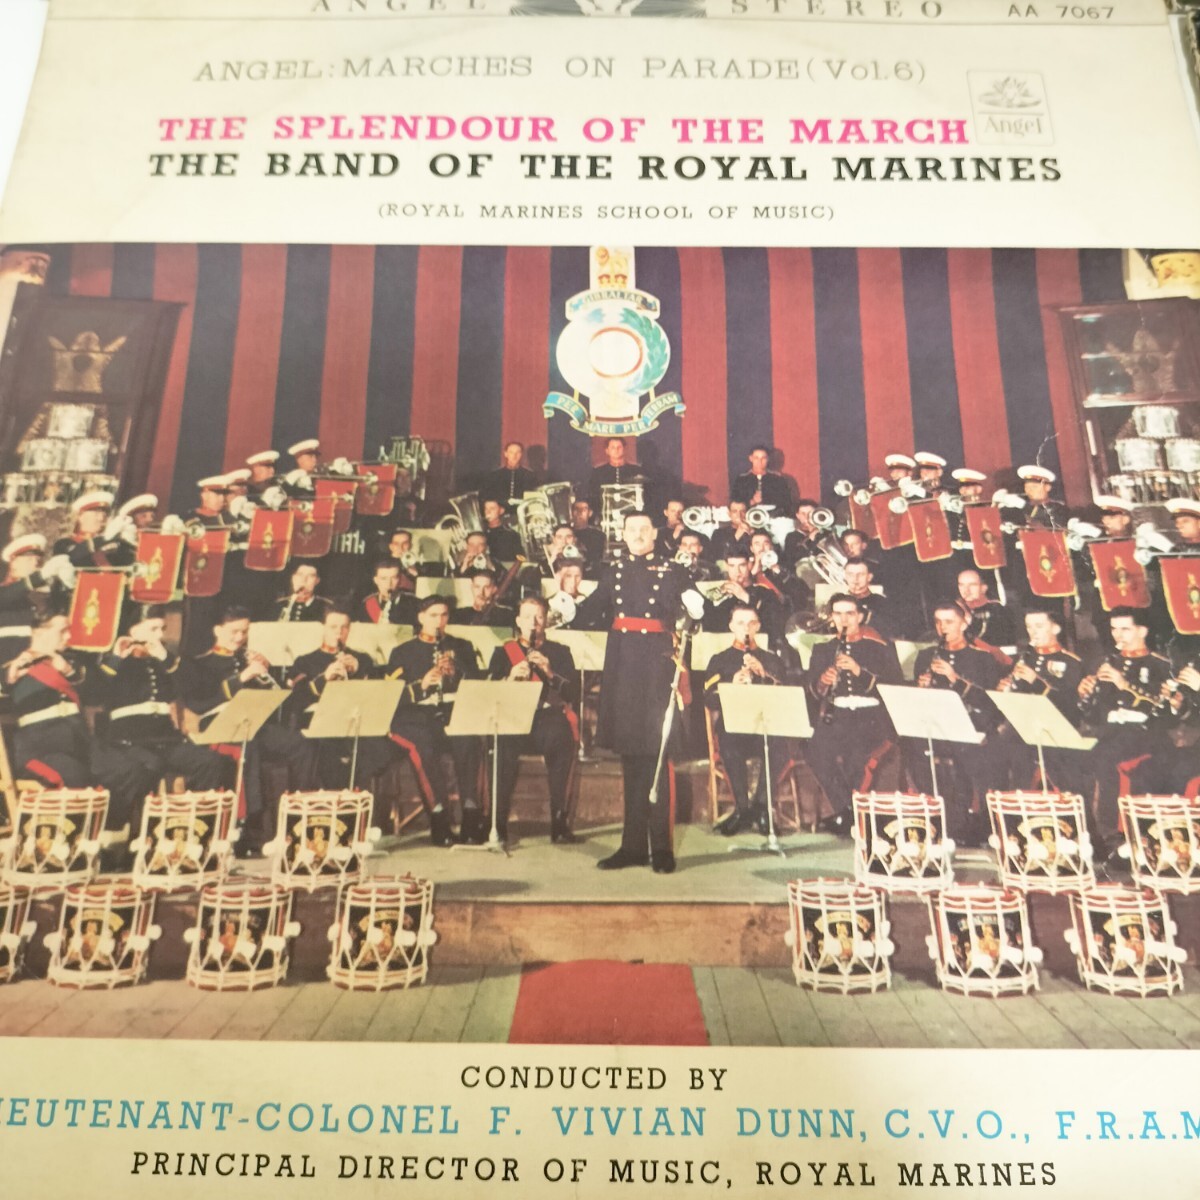 ANGEL STEREO AA 7067
ANGEL:MARCHES ON PARADE(Vol.6)
Angel
THE SPLENDOUR OF THE MARCH
THE BAND OF THE ROYAL MARINES
(ROYAL MARINES SCHOOL OF MUSIC)
GIBRALTAR
PER MARE PER TERRAM
CONDUCTED BY
IEUTENANT-COLONEL F. VIVIAN DUNN, C.V.O., F.R.A.M
PRINCIPAL DIRECTOR OF MUSIC, ROYAL MARINES